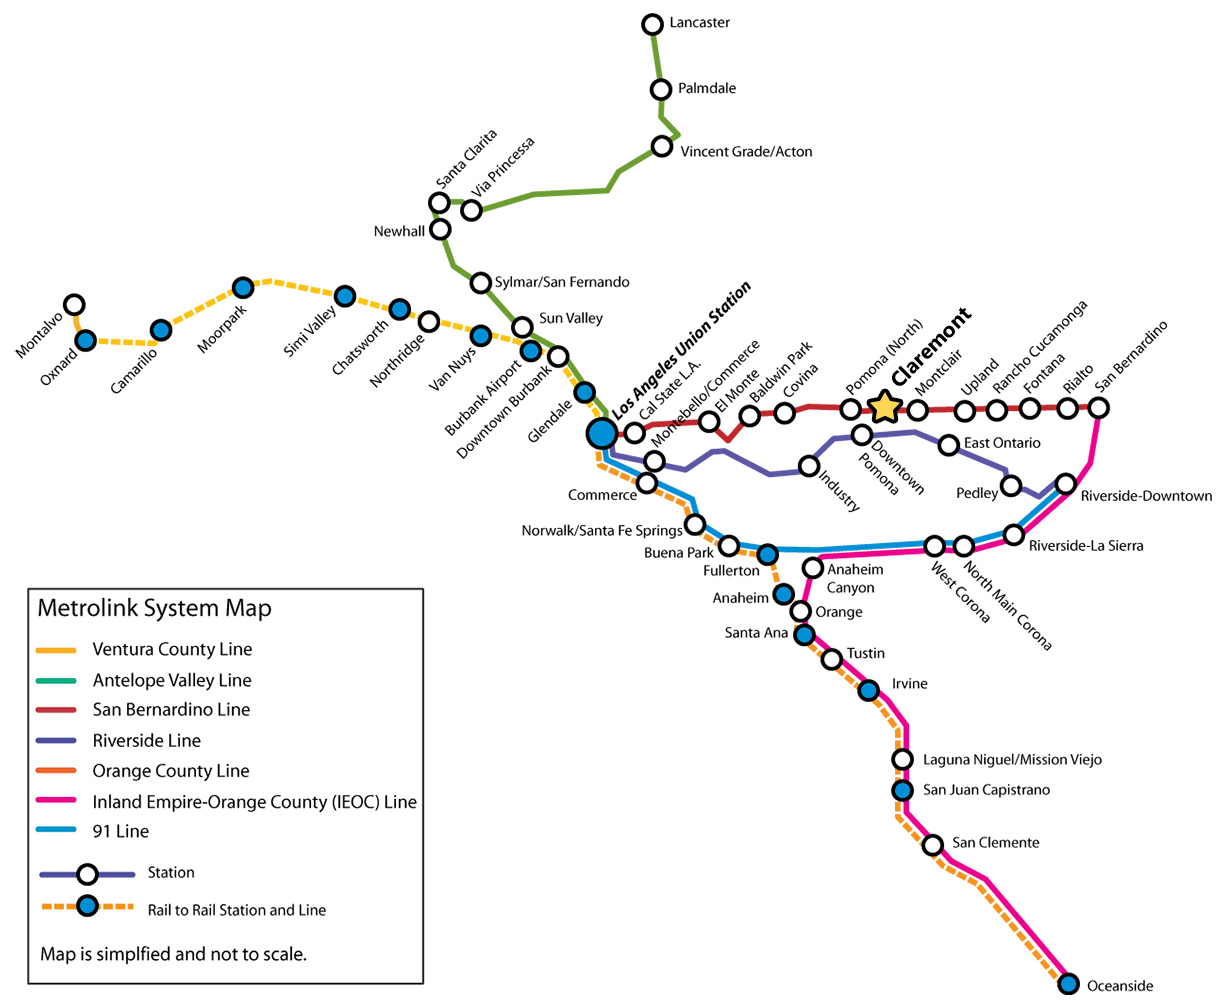 Lancaster
Palmdale
Vincent Grade/Acton
Santa Clarita
Via Princessa
Newhall
Sylmar/San Fernando
Sun Valley
Montalvo
Oxnard
Camarillo
Moorpark
Simi Valley
Chatsworth
Northridge
Van Nuys
Burbank Airport
Downtown Burbank
Glendale
Los Angeles Union Station
Cal State L.A.
Montebello/Commerce
El Monte
Baldwin Park
Covina
Pomona (North)
Claremont
Montclair
Upland
Rancho Cucamonga
Fontana
Rialto
San Bernardino
Industry
Downtown
Pomona
East Ontario
Pedley
Riverside-Downtown
Commerce
Norwalk/Santa Fe Springs
Buena Park
Fullerton
Anaheim
Anaheim
Canyon
West Corona
North Main Corona
Riverside-La Sierra
Orange
Santa Ana
Tustin
Irvine
Laguna Niguel/Mission Viejo
San Juan Capistrano
San Clemente
Oceanside
Metrolink System Map
Ventura County Line
Antelope Valley Line
San Bernardino Line
Riverside Line
Orange County Line
Inland Empire-Orange County (IEOC) Line
91 Line
Station
Rail to Rail Station and Line
Map is simplfied and not to scale.